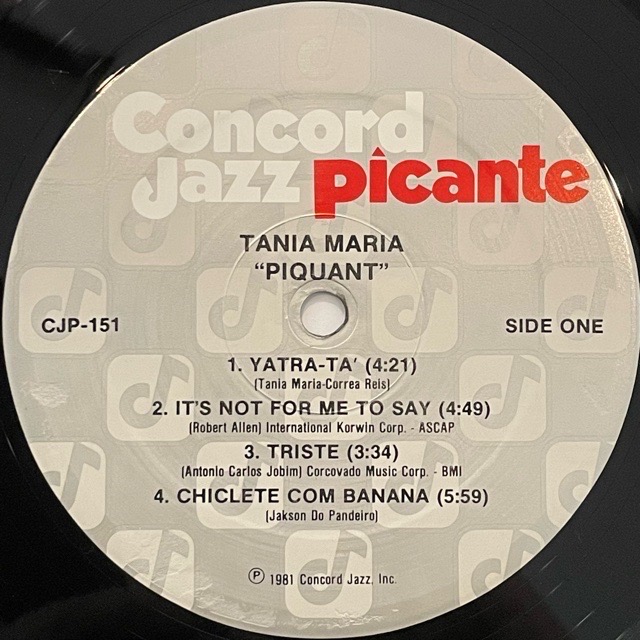 Concord
Jazz picante
TANIA MARIA
“PIQUANT”
CJP-151
SIDE ONE
1. YATRA-TA’ (4:21)
(Tania Maria-Correa Reis)
2. IT’S NOT FOR ME TO SAY (4:49)
(Robert Allen) International Korwin Corp. - ASCAP
3. TRISTE (3:34)
(Antonio Carlos Jobim) Corcovado Music Corp. - BMI
4. CHICLETE COM BANANA (5:59)
(Jakson Do Pandeiro)
℗ 1981 Concord Jazz, Inc.